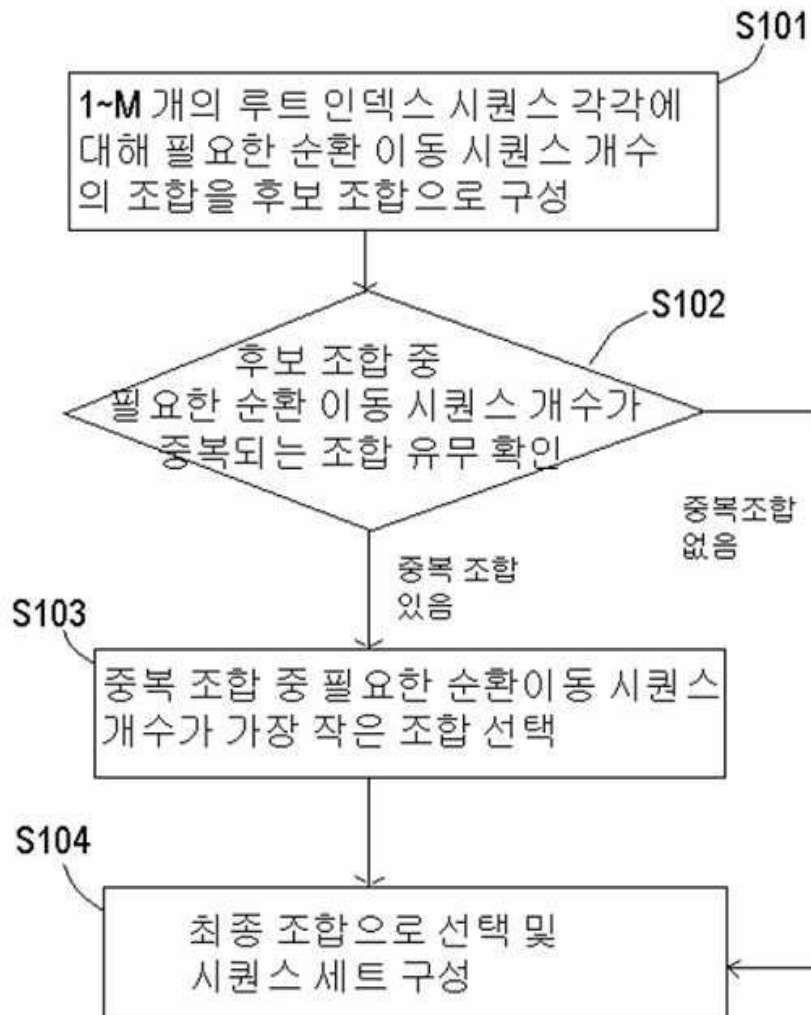 S101
1~M 개의 루트 인덱스 시퀀스 각각에
대해 필요한 순환 이동 시퀀스 개수
의 조합을 후보 조합으로 구성
S102
후보 조합 중
필요한 순환 이동 시퀀스 개수가
중복되는 조합 유무 확인
중복조합
없음
중복 조합
있음
S103
중복 조합 중 필요한 순환이동 시퀀스
개수가 가장 작은 조합 선택
S104
최종 조합으로 선택 및
시퀀스 세트 구성